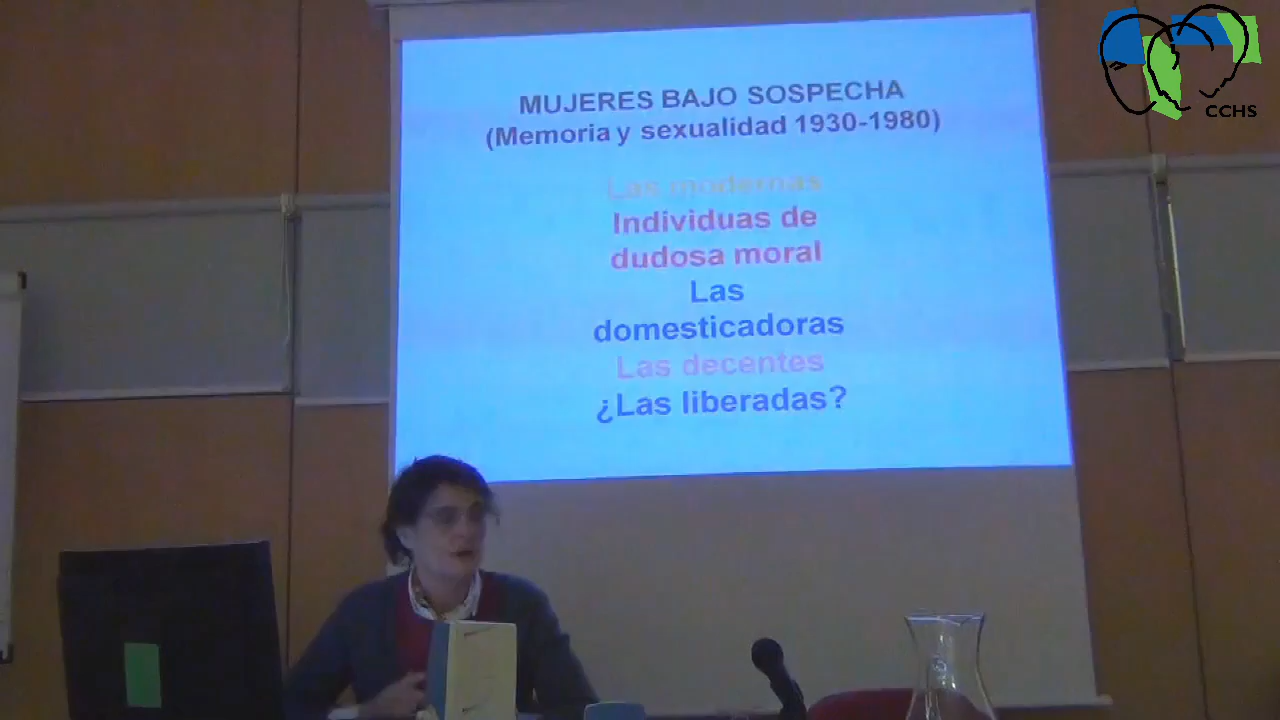 MUJERES BAJO SOSPECHA
(Memoria y sexualidad 1930-1980)
Las modernas
Individuas de
dudosa moral
Las
domesticadoras
Las decentes
¿Las liberadas?
CCHS